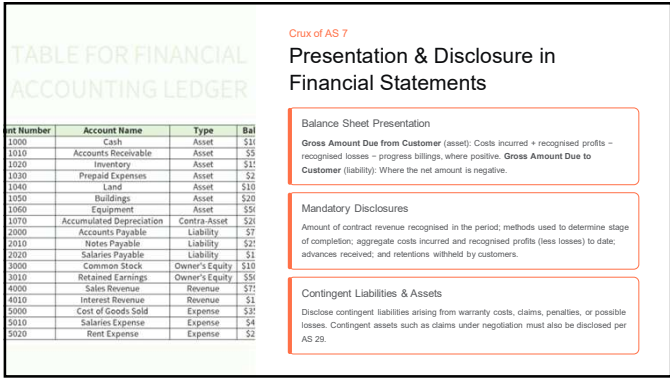 TABLE FOR FINANCIAL
ACCOUNTING LEDGER
nt Number Account Name Type Bal
1000 Cash Asset
1010 Accounts Receivable Asset
1020 Inventory Asset
1030 Prepaid Expenses Asset
1040 Land Asset
1050 Buildings Asset
1060 Equipment Asset
1070 Accumulated Depreciation Contra-Asset
2000 Accounts Payable Liability
2010 Notes Payable Liability
2020 Salaries Payable Liability
3000 Common Stock Owner's Equity
3010 Retained Earnings Owner's Equity
4000 Sales Revenue Revenue
4010 Interest Revenue Revenue
5000 Cost of Goods Sold Expense
5010 Salaries Expense Expense
5020 Rent Expense Expense
Crux of AS 7
Presentation & Disclosure in
Financial Statements
Balance Sheet Presentation
Gross Amount Due from Customer (asset): Costs incurred + recognised profits −
recognised losses − progress billings, where positive. Gross Amount Due to
Customer (liability): Where the net amount is negative.
Mandatory Disclosures
Amount of contract revenue recognised in the period; methods used to determine stage
of completion; aggregate costs incurred and recognised profits (less losses) to date;
advances received; and retentions withheld by customers.
Contingent Liabilities & Assets
Disclose contingent liabilities arising from warranty costs, claims, penalties, or possible
losses. Contingent assets such as claims under negotiation must also be disclosed per
AS 29.